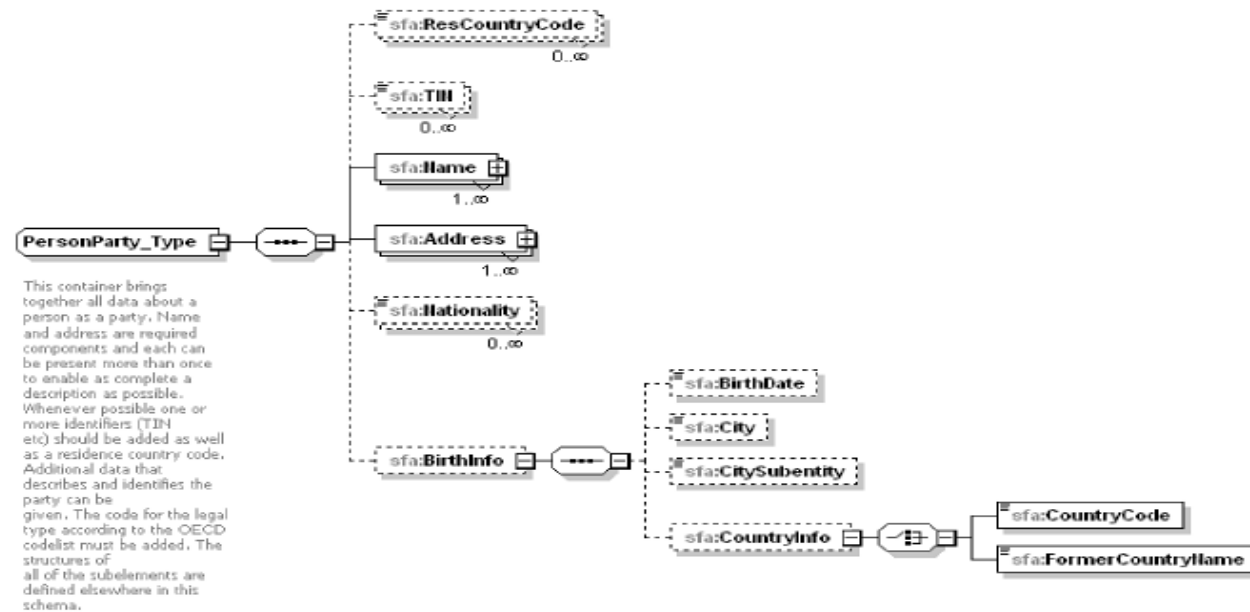 sfa:ResCountryCode
0..∞
sfa:TIN
0..∞
sfa:Name
1..∞
PersonParty_Type
sfa:Address
1..∞
This container brings
together all data about a
person as a party. Name
and address are required
components and each can
be present more than once
to enable as complete a
description as possible.
Whenever possible one or
more identifiers (TIN
etc) should be added as well
as a residence country code.
Additional data that
describes and identifies the
party can be
given. The code for the legal
type according to the OECD
codelist must be added. The
structures of
all of the subelements are
defined elsewhere in this
schema.
sfa:Nationality
0..∞
sfa:BirthInfo
sfa:BirthDate
sfa:City
sfa:CitySubentity
sfa:CountryInfo
sfa:CountryCode
sfa:FormerCountryName